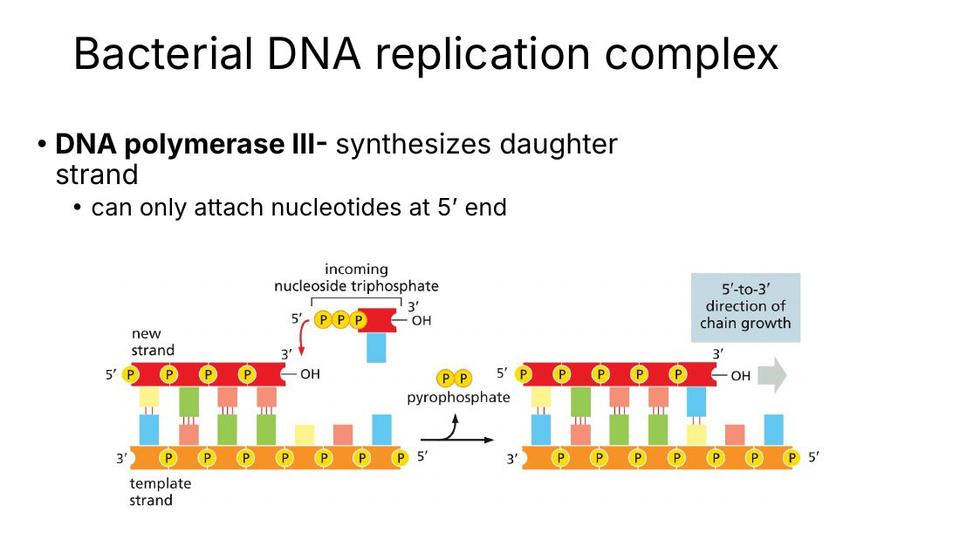 Bacterial DNA replication complex
• DNA polymerase III- synthesizes daughter
strand
• can only attach nucleotides at 5’ end
incoming
nucleoside triphosphate
5′ P P P 3′
OH
5′-to-3′
direction of
chain growth
new
strand
3′
5′ P P P P OH
P P
pyrophosphate
3′
5′ P P P P P OH
3′ P P P P P P P 5′
3′ P P P P P P P 5′
template
strand